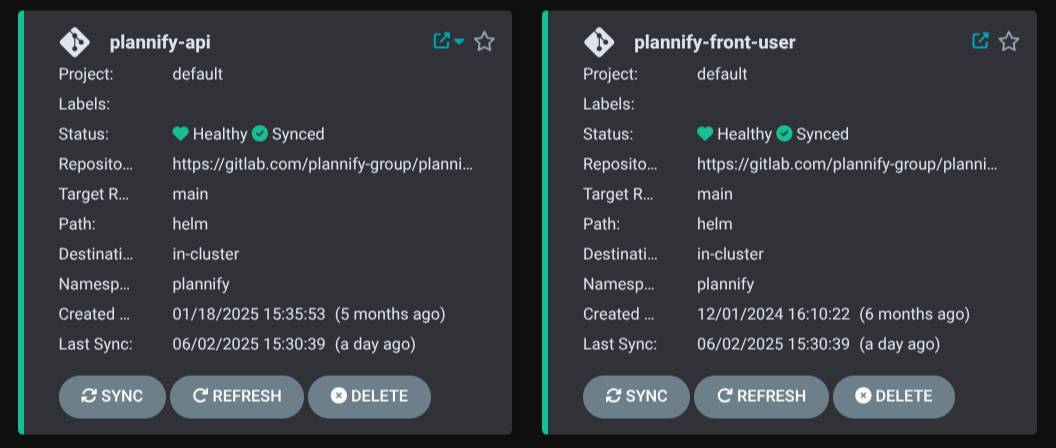 plannify-api
Project: default
Labels:
Status: Healthy Synced
Reposito... https://gitlab.com/plannify-group/planni...
Target R... main
Path: helm
Destinati... in-cluster
Namesp... plannify
Created ... 01/18/2025 15:35:53 (5 months ago)
Last Sync: 06/02/2025 15:30:39 (a day ago)
SYNC REFRESH DELETE
plannify-front-user
Project: default
Labels:
Status: Healthy Synced
Reposito... https://gitlab.com/plannify-group/planni...
Target R... main
Path: helm
Destinati... in-cluster
Namesp... plannify
Created ... 12/01/2024 16:10:22 (6 months ago)
Last Sync: 06/02/2025 15:30:39 (a day ago)
SYNC REFRESH DELETE